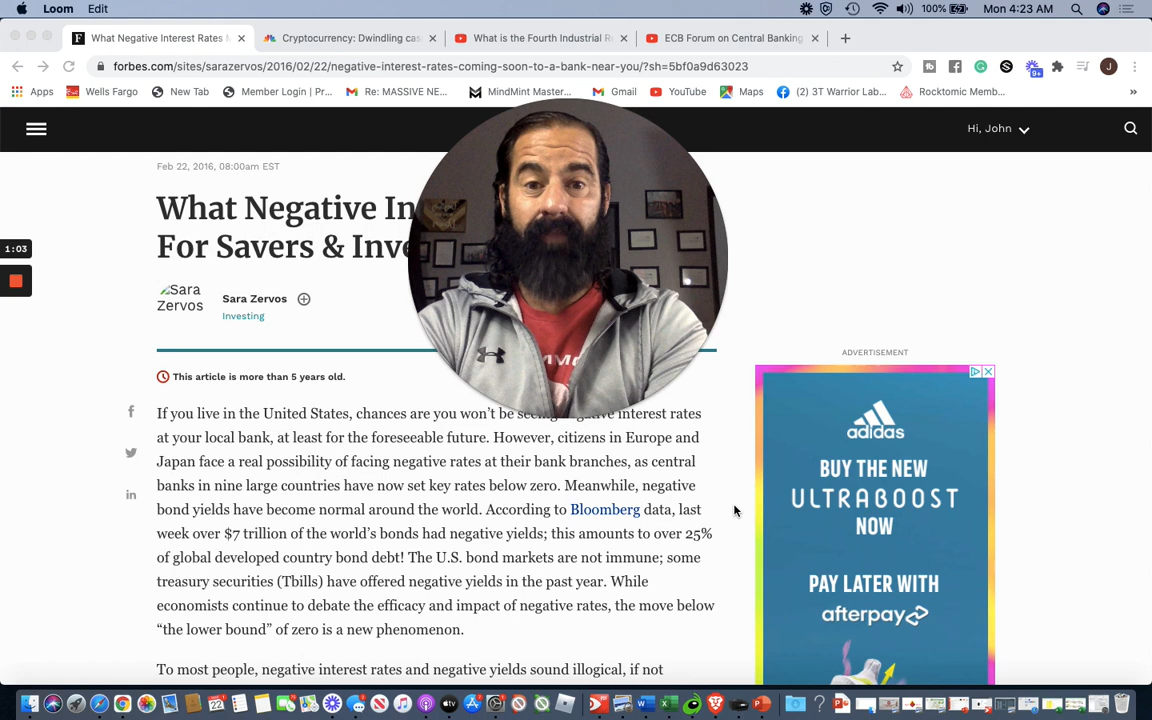 Loom Edit 100% Mon 4:23 AM
What Negative Interest Rates Cryptocurrency: Dwindling cas What is the Fourth Industrial R ECB Forum on Central Banking
forbes.com/sites/sarazervos/2016/02/22/negative-interest-rates-coming-soon-to-a-bank-near-you/?sh=5bf0a9d63023
9+
J
Apps Wells Fargo New Tab Member Login | Pr... Re: MASSIVE NE... MindMint Master... Gmail YouTube Maps (2) 3T Warrior Lab... Rocktomic Memb... »
Hi, John
Feb 22, 2016, 08:00am EST
What Negative In
For Savers & Inve
1:03
Sara Zervos
Sara Zervos
Investing
ADVERTISEMENT
This article is more than 5 years old.
If you live in the United States, chances are you won't be seeing negative interest rates
at your local bank, at least for the foreseeable future. However, citizens in Europe and
Japan face a real possibility of facing negative rates at their bank branches, as central
banks in nine large countries have now set key rates below zero. Meanwhile, negative
bond yields have become normal around the world. According to Bloomberg data, last
week over $7 trillion of the world's bonds had negative yields; this amounts to over 25%
of global developed country bond debt! The U.S. bond markets are not immune; some
treasury securities (Tbills) have offered negative yields in the past year. While
economists continue to debate the efficacy and impact of negative rates, the move below
“the lower bound” of zero is a new phenomenon.
To most people, negative interest rates and negative yields sound illogical, if not
adidas
BUY THE NEW
ULTRABOOST
NOW
PAY LATER WITH
afterpay